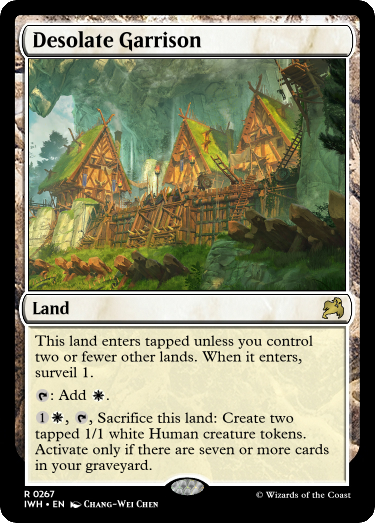 Desolate Garrison
Land
This land enters tapped unless you control
two or fewer other lands. When it enters,
surveil 1.
: Add .
1 , , Sacrifice this land: Create two
tapped 1/1 white Human creature tokens.
Activate only if there are seven or more cards
in your graveyard.
R 0267
IWH • EN Chang-Wei Chen
© Wizards of the Coast